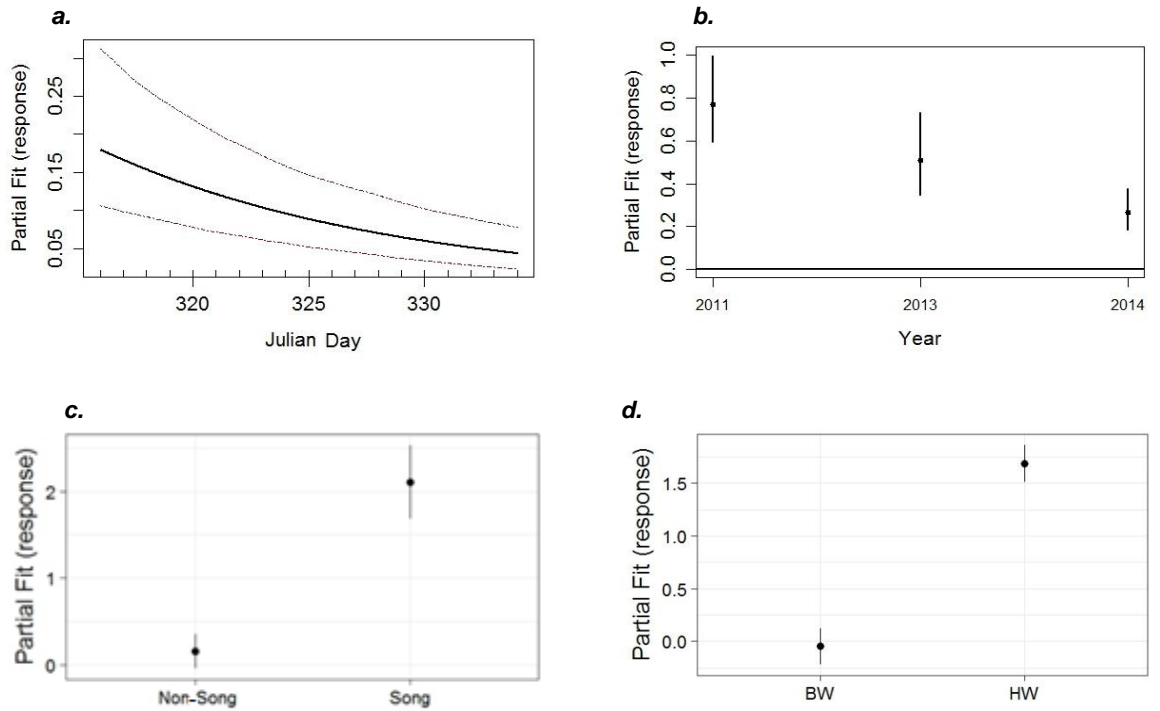 a.
Partial Fit (response)
0.25
0.15
0.05
320 325 330
Julian Day
b.
Partial Fit (response)
1.0
0.8
0.6
0.4
0.2
0.0
2011 2013 2014
Year
c.
Partial Fit (response)
2
1
0
Non-Song Song
d.
Partial Fit (response)
1.5
1.0
0.5
0.0
BW HW